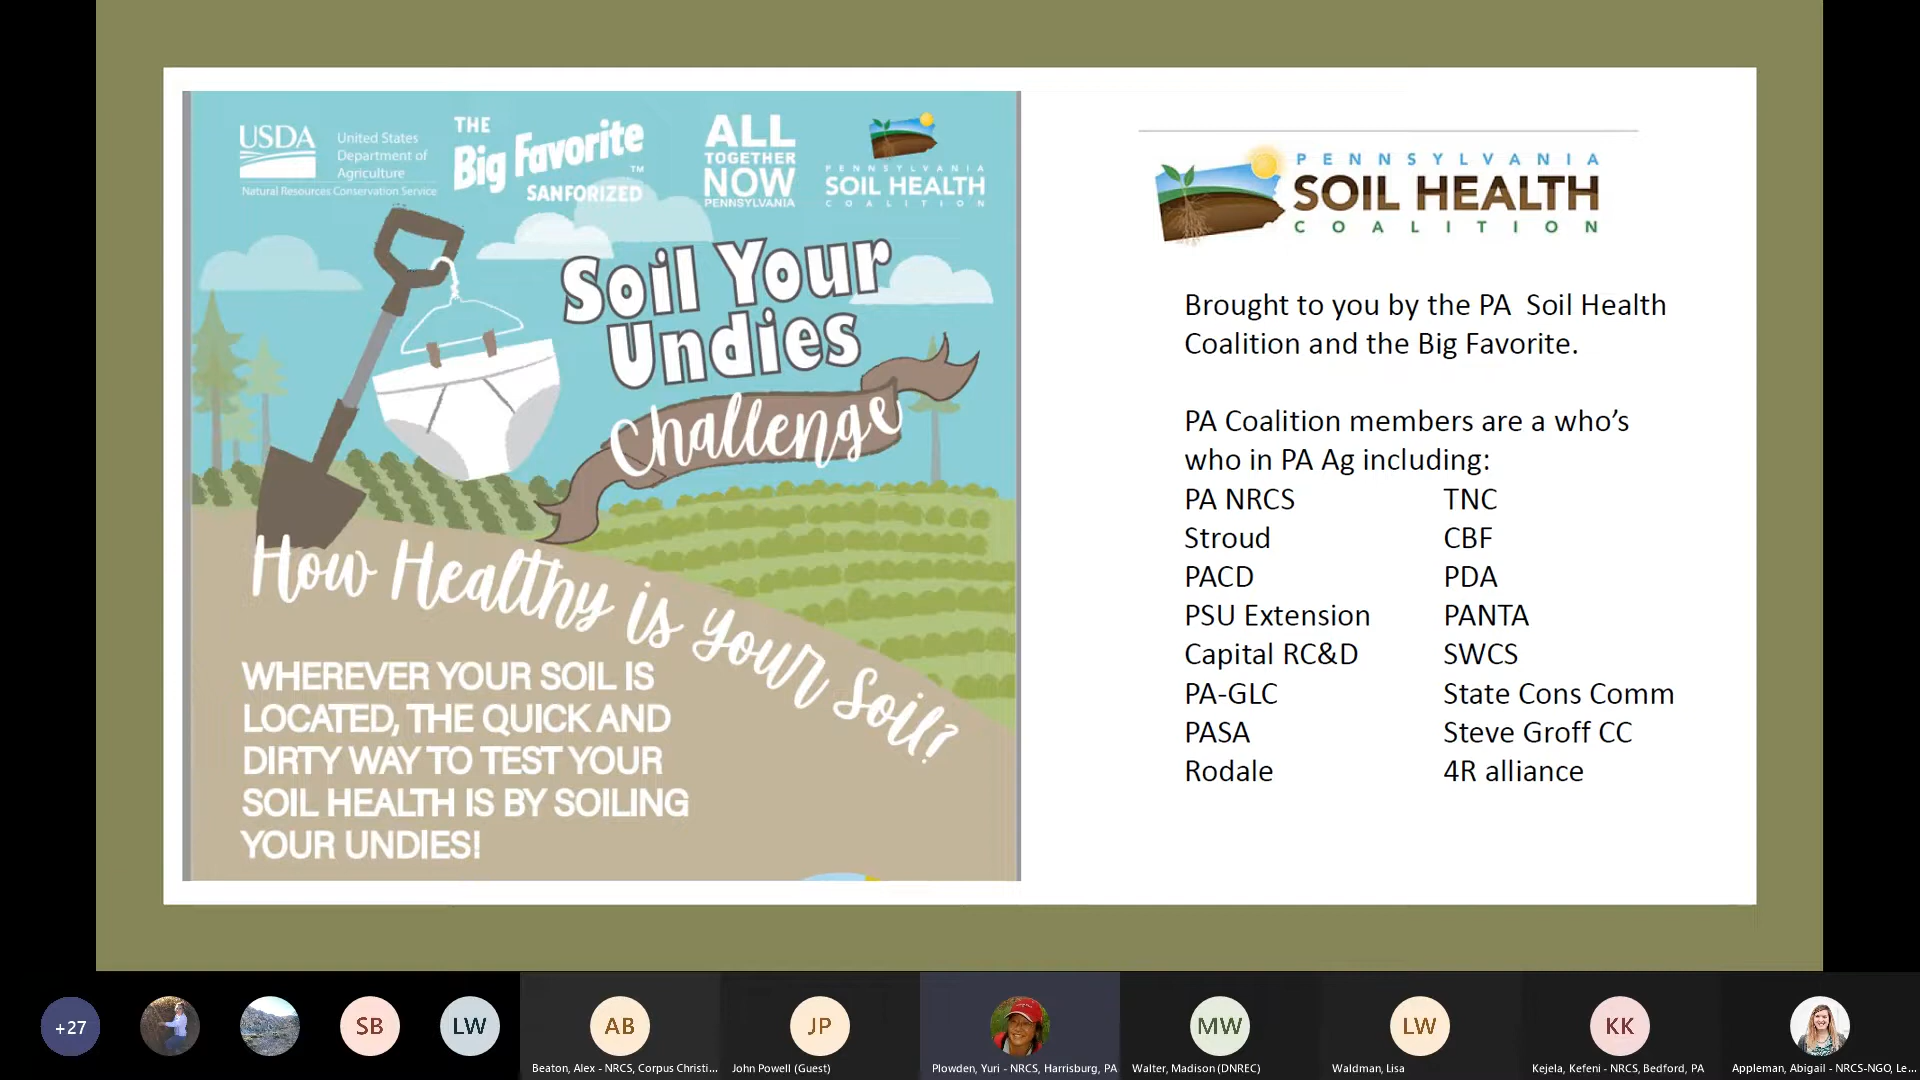 USDA
United States
Department of
Agriculture
Natural Resources Conservation Service
THE
Big Favorite
™
SANFORIZED
ALL
TOGETHER
NOW
PENNSYLVANIA
PENNSYLVANIA
SOIL HEALTH
COALITION
Soil Your
Undies
Challenge
How Healthy is your Soil?
WHEREVER YOUR SOIL IS
LOCATED, THE QUICK AND
DIRTY WAY TO TEST YOUR
SOIL HEALTH IS BY SOILING
YOUR UNDIES!
PENNSYLVANIA
SOIL HEALTH
COALITION
Brought to you by the PA  Soil Health
Coalition and the Big Favorite.
PA Coalition members are a who’s
who in PA Ag including:
PA NRCS TNC
Stroud CBF
PACD PDA
PSU Extension PANTA
Capital RC&D SWCS
PA-GLC State Cons Comm
PASA Steve Groff CC
Rodale 4R alliance
+27
SB
LW
AB
JP
MW
LW
KK
Beaton, Alex - NRCS, Corpus Christi...
John Powell (Guest)
Plowden, Yuri - NRCS, Harrisburg, PA
Walter, Madison (DNREC)
Waldman, Lisa
Kejela, Kefeni - NRCS, Bedford, PA
Appleman, Abigail - NRCS-NGO, Le...